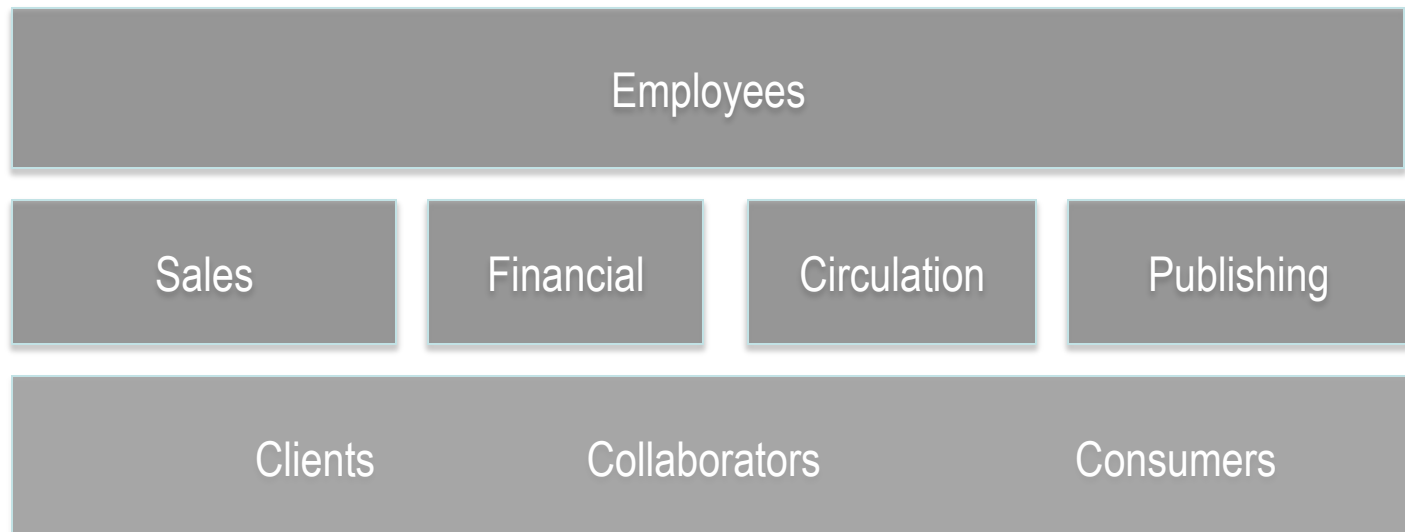 Employees
Sales Financial Circulation Publishing
Clients Collaborators Consumers